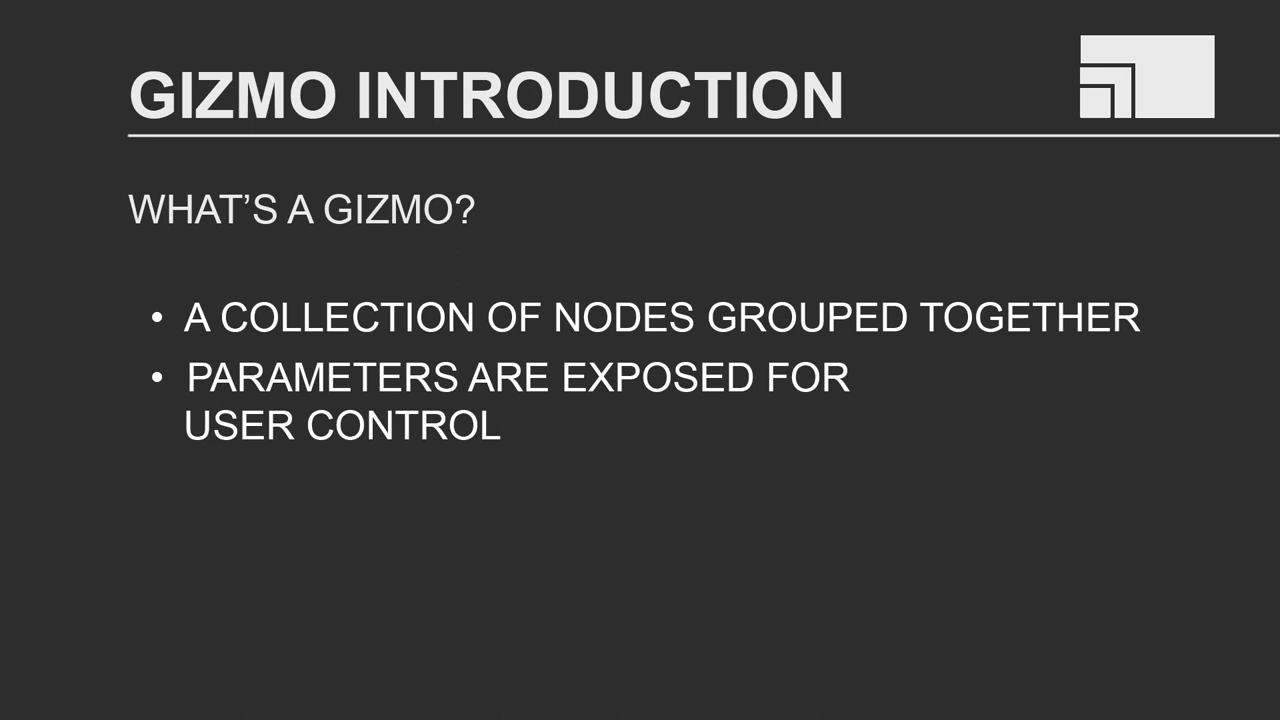 GIZMO INTRODUCTION
WHAT’S A GIZMO?
• A COLLECTION OF NODES GROUPED TOGETHER
• PARAMETERS ARE EXPOSED FOR
USER CONTROL